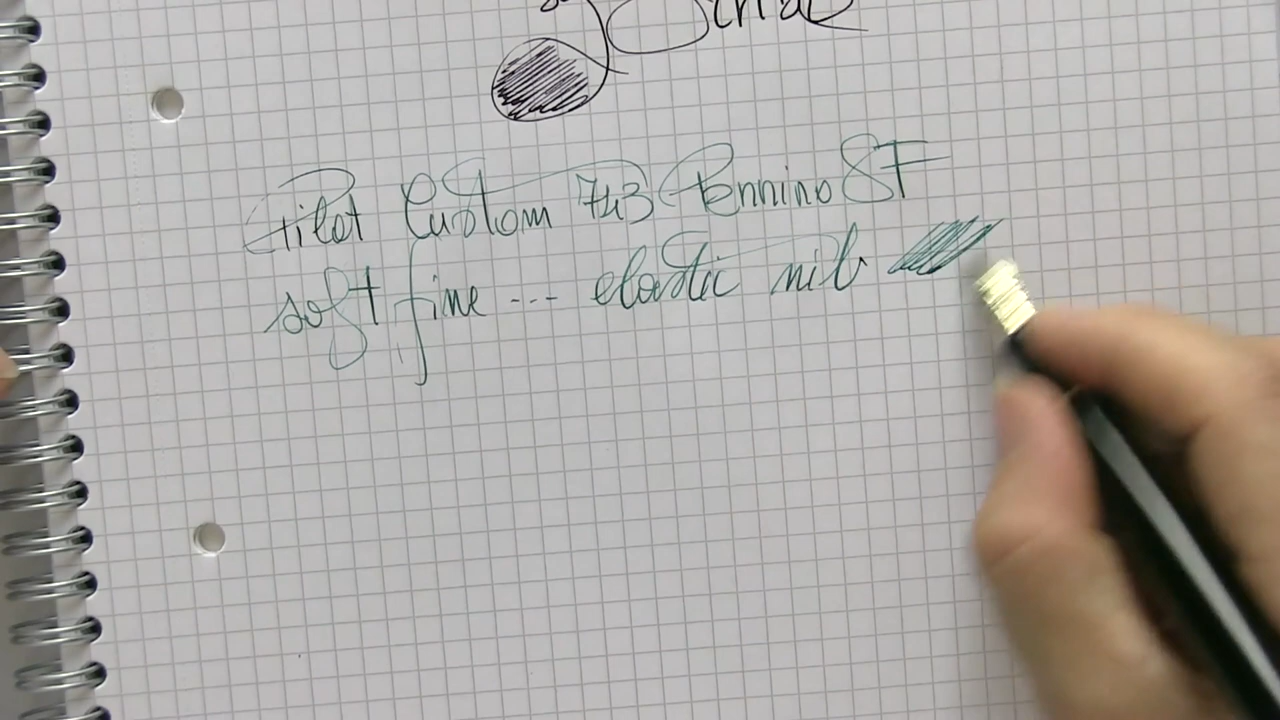 Pilot Custom 743 Pennino SF
soft fine --- elastic nib